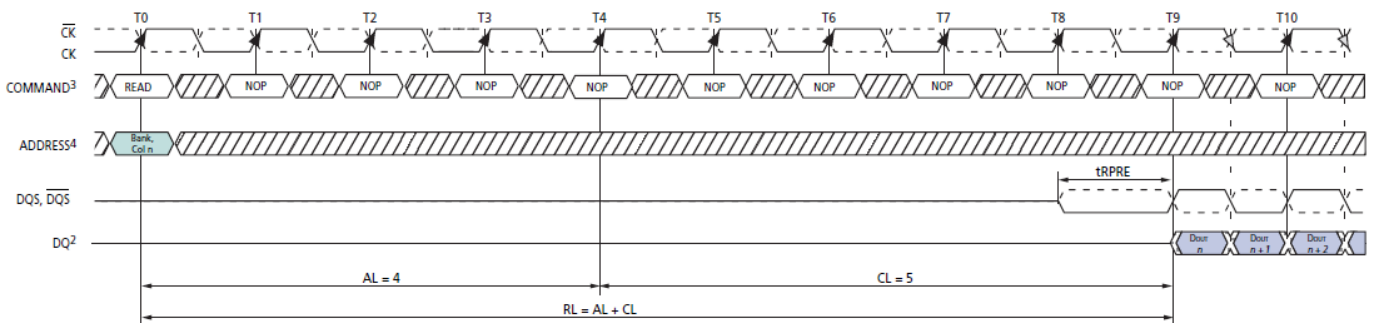 T0 T1 T2 T3 T4 T5 T6 T7 T8 T9 T10
CK
CK
COMMAND3 READ NOP NOP NOP NOP NOP NOP NOP NOP NOP NOP
ADDRESS4 Bank,
Col n
tRPRE
DQS, DQS
DQ2 DOUT DOUT DOUT
n n + 1 n + 2
AL = 4 CL = 5
RL = AL + CL